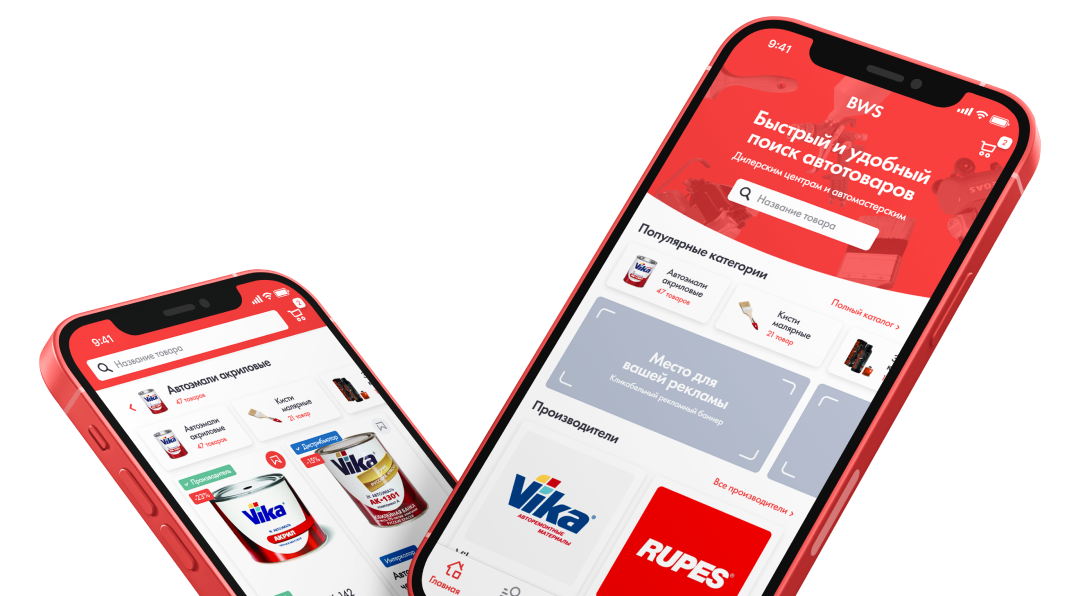 9:41
BWS
2
Быстрый и удобный
поиск автотоваров
Дилерским центрам и автомастерским
Название товара
Популярные категории
Полный каталог
Автоэмали
акриловые
47 товаров
Кисти
малярные
21 товар
Место для
вашей рекламы
Кликабельный рекламный баннер
Производители
Все производители
Vika
АВТОРЕМОНТНЫЕ
МАТЕРИАЛЫ
RUPES
Главная
9:41
2
Название товара
Автоэмали акриловые
47 товаров
Автоэмали
акриловые
47 товаров
Кисти
малярные
21 товар
Производитель
-23%
Vika
АКРИЛ
Дистрибьютор
-15%
Vika
АВТОЭМАЛЬ
АК-1301